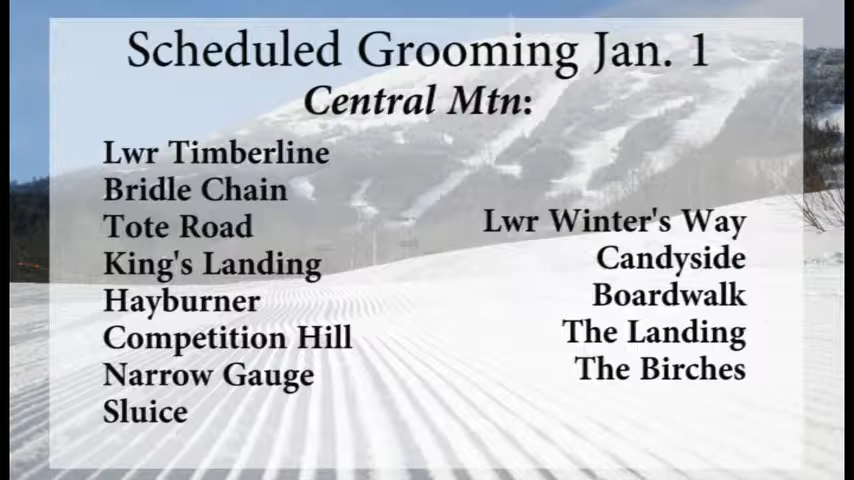 Scheduled Grooming Jan. 1
Central Mtn:
Lwr Timberline
Bridle Chain
Tote Road
King's Landing
Hayburner
Competition Hill
Narrow Gauge
Sluice
Lwr Winter's Way
Candyside
Boardwalk
The Landing
The Birches